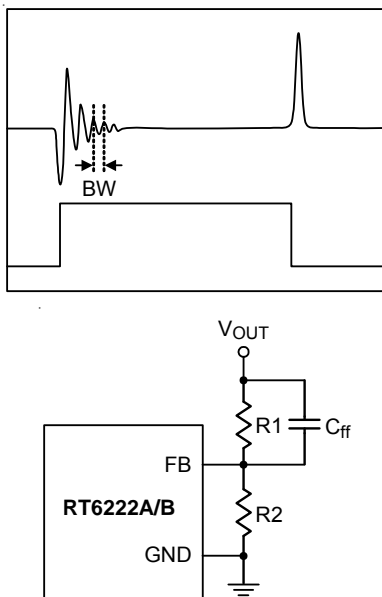 BW
VOUT
R1
Cff
FB
RT6222A/B
R2
GND